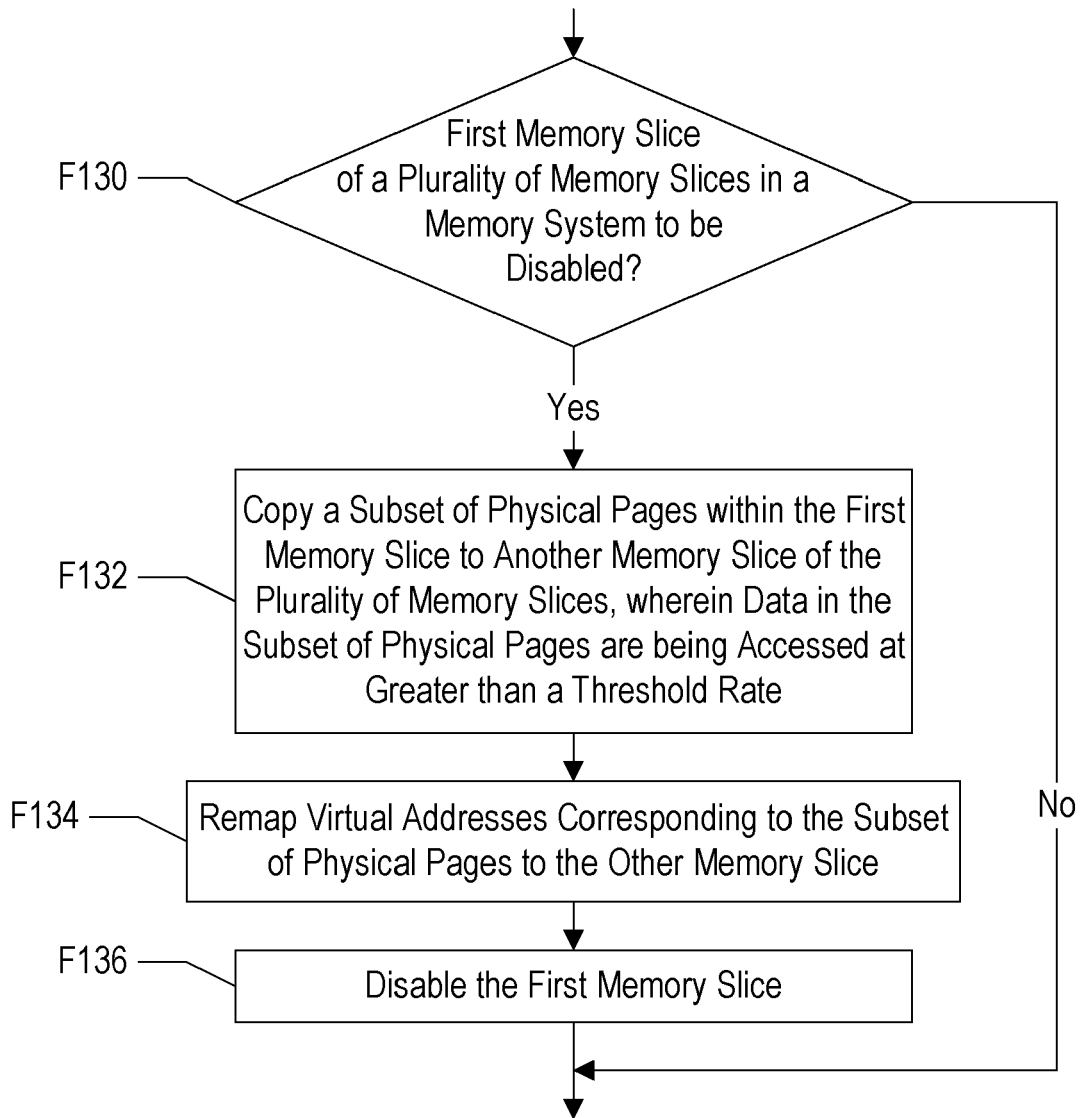 First Memory Slice
of a Plurality of Memory Slices in a
Memory System to be
Disabled?
F130
No
Yes
Copy a Subset of Physical Pages within the First
Memory Slice to Another Memory Slice of the
Plurality of Memory Slices, wherein Data in the
Subset of Physical Pages are being Accessed at
Greater than a Threshold Rate
F132
Remap Virtual Addresses Corresponding to the Subset
of Physical Pages to the Other Memory Slice
F134
Disable the First Memory Slice
F136